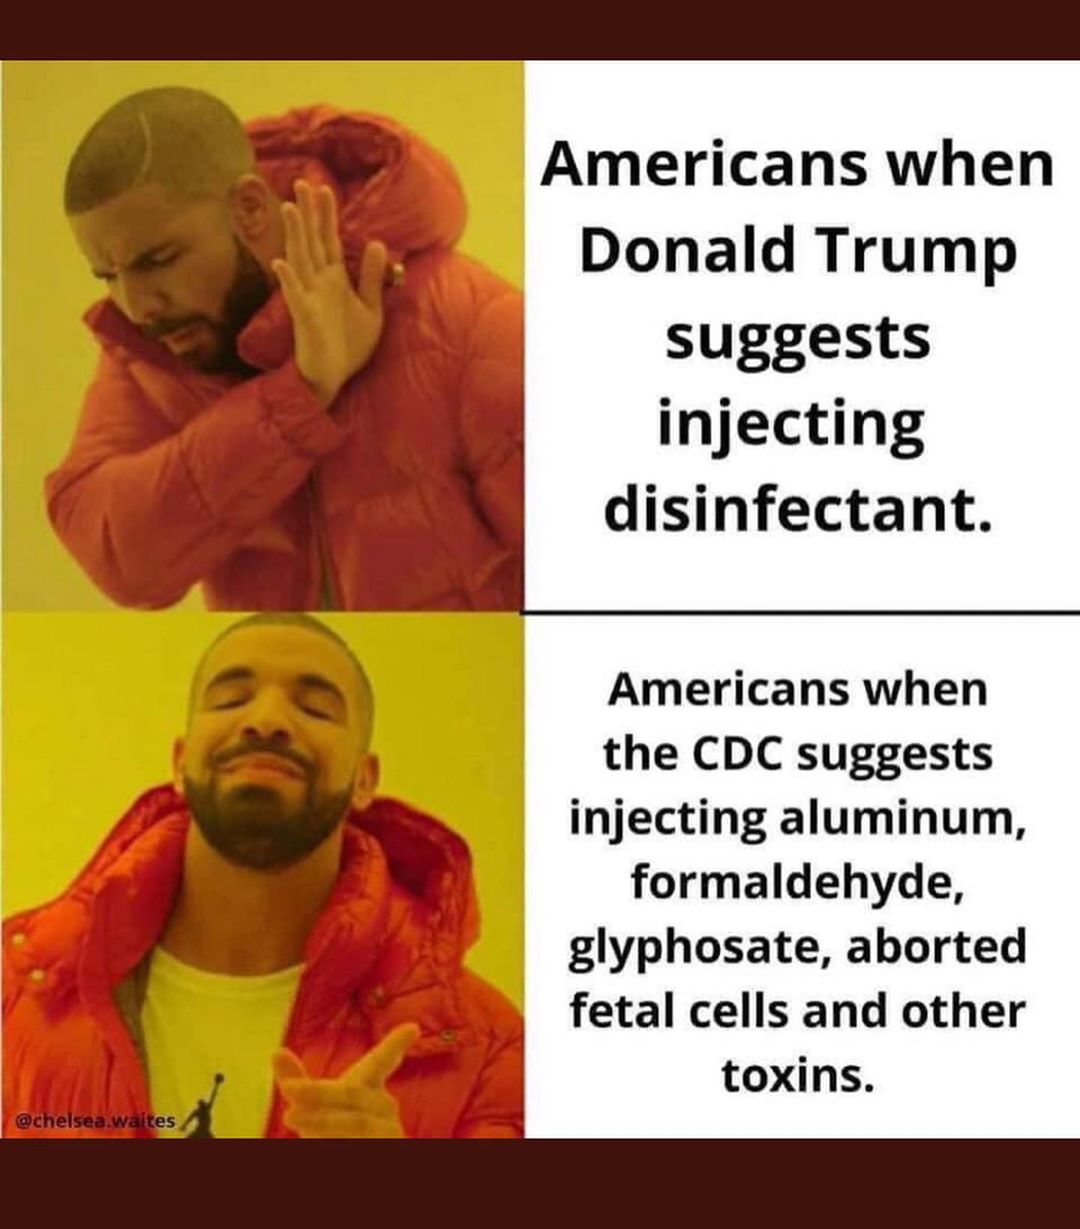 Americans when
Donald Trump
suggests
injecting
disinfectant.
Americans when
the CDC suggests
injecting aluminum,
formaldehyde,
glyphosate, aborted
fetal cells and other
toxins.
@chelsea.waites